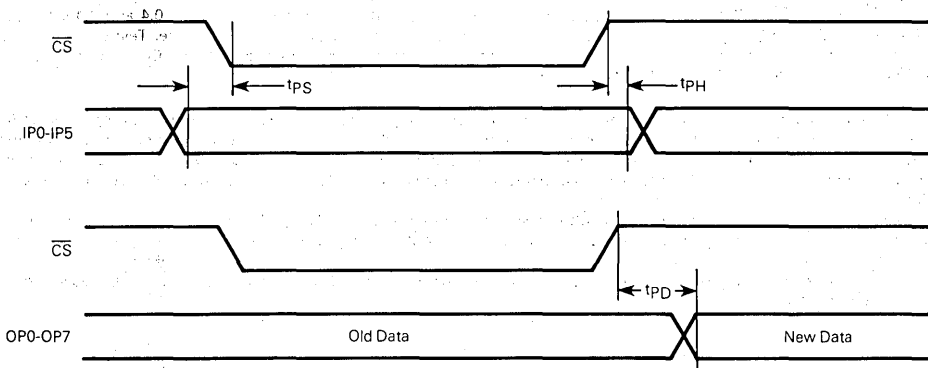 CS
tPS
tPH
IP0-IP5
CS
tPD
OP0-OP7 Old Data New Data